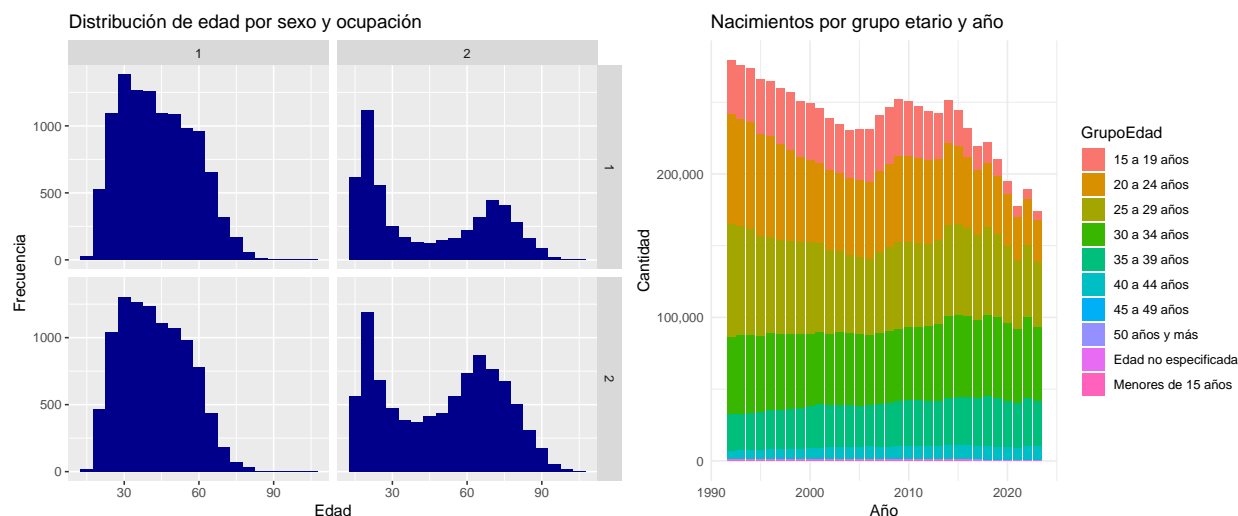 Distribución de edad por sexo y ocupación
1
2
1
2
Frecuencia
1000
500
0
1000
500
0
30
60
90
30
60
90
Edad
Nacimientos por grupo etario y año
Cantidad
200,000
100,000
0
1990
2000
2010
2020
Año
GrupoEdad
15 a 19 años
20 a 24 años
25 a 29 años
30 a 34 años
35 a 39 años
40 a 44 años
45 a 49 años
50 años y más
Edad no especificada
Menores de 15 años